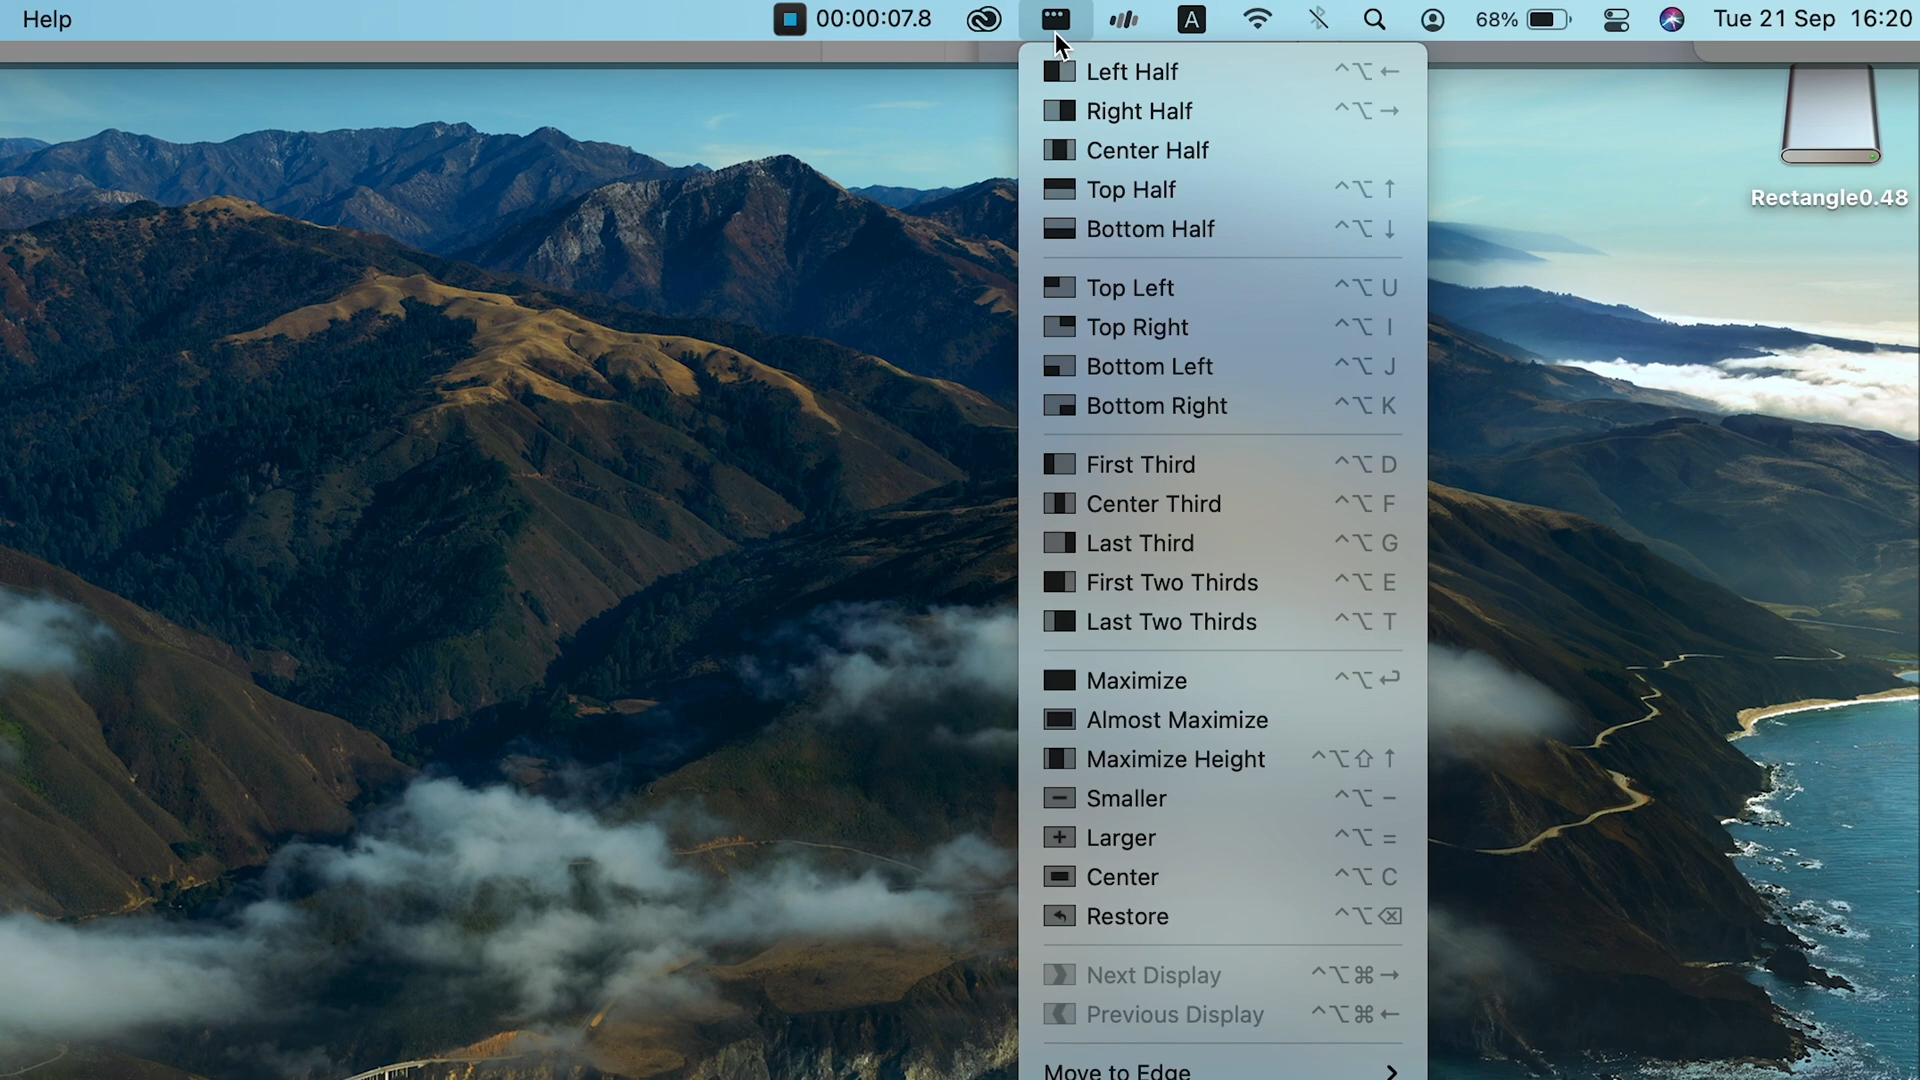 Help 00:00:07.8 A 68% Tue 21 Sep 16:20
Left Half ^⌥←
Right Half ^⌥→
Center Half
Top Half ^⌥↑
Bottom Half ^⌥↓
Top Left ^⌥U
Top Right ^⌥I
Bottom Left ^⌥J
Bottom Right ^⌥K
First Third ^⌥D
Center Third ^⌥F
Last Third ^⌥G
First Two Thirds ^⌥E
Last Two Thirds ^⌥T
Maximize ^⌥↩
Almost Maximize
Maximize Height ^⌥⇧↑
Smaller ^⌥-
Larger ^⌥=
Center ^⌥C
Restore ^⌥⌫
Next Display ^⌥⌘→
Previous Display ^⌥⌘←
Move to Edge
Rectangle0.48